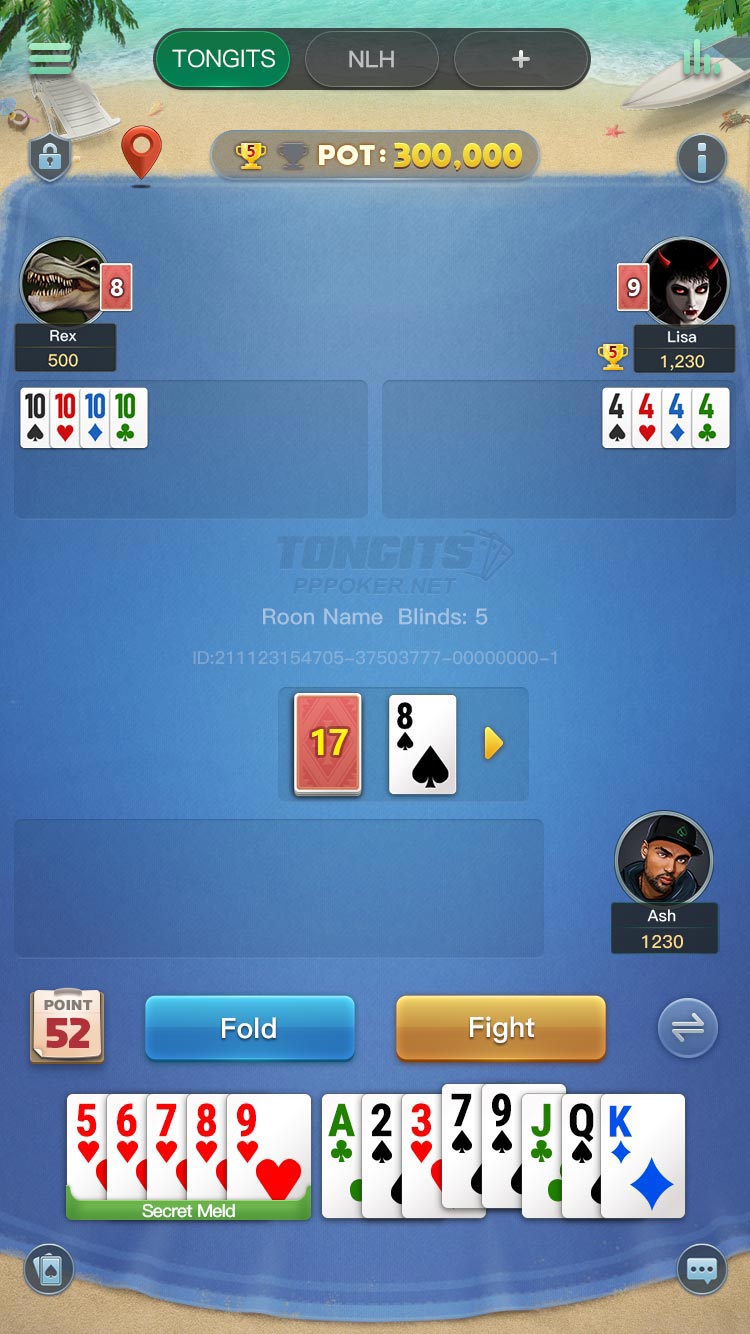 TONGITS NLH +
5 POT: 300,000
8 9
Rex
500
Lisa
5 1,230
10 10 10 10
4 4 4 4
TONGITS
PPPOKER.NET
Roon Name Blinds: 5
ID:211123154705-37503777-00000000-1
17 8
Ash
1230
POINT
52
Fold Fight
5 6 7 8 9 A 2 3 7 9 J Q K
Secret Meld